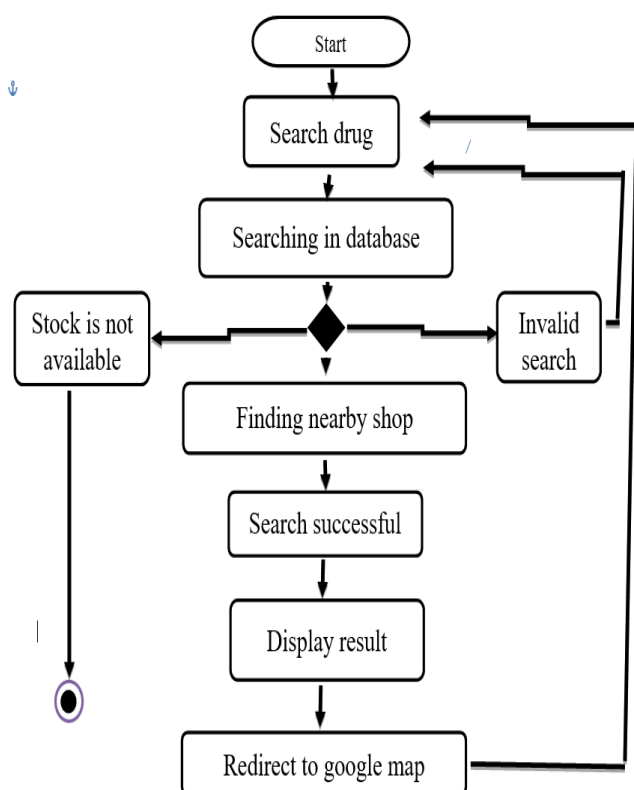 Start
Search drug
Searching in database
Stock is not
available
Invalid
search
Finding nearby shop
Search successful
Display result
Redirect to google map